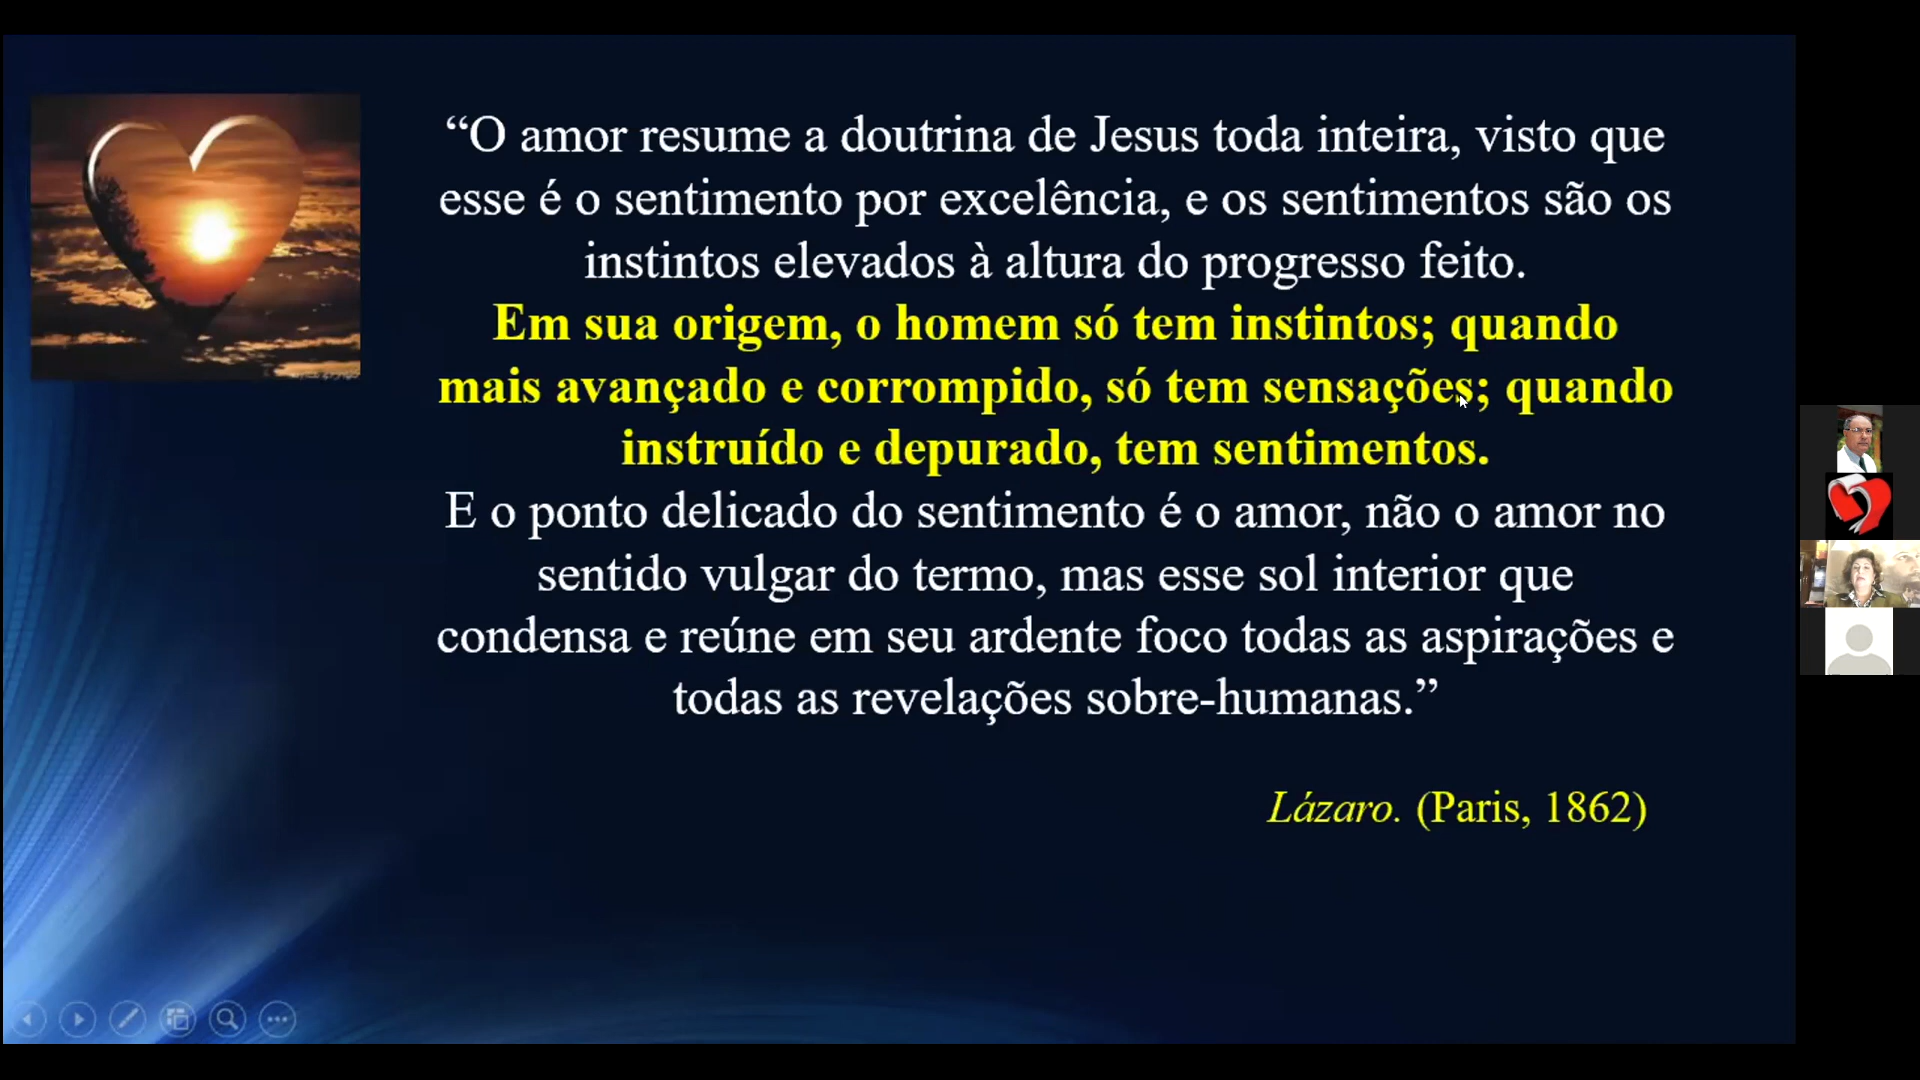 “O amor resume a doutrina de Jesus toda inteira, visto que
esse é o sentimento por excelência, e os sentimentos são os
instintos elevados à altura do progresso feito.
Em sua origem, o homem só tem instintos; quando
mais avançado e corrompido, só tem sensações; quando
instruído e depurado, tem sentimentos.
E o ponto delicado do sentimento é o amor, não o amor no
sentido vulgar do termo, mas esse sol interior que
condensa e reúne em seu ardente foco todas as aspirações e
todas as revelações sobre-humanas.”
Lázaro. (Paris, 1862)